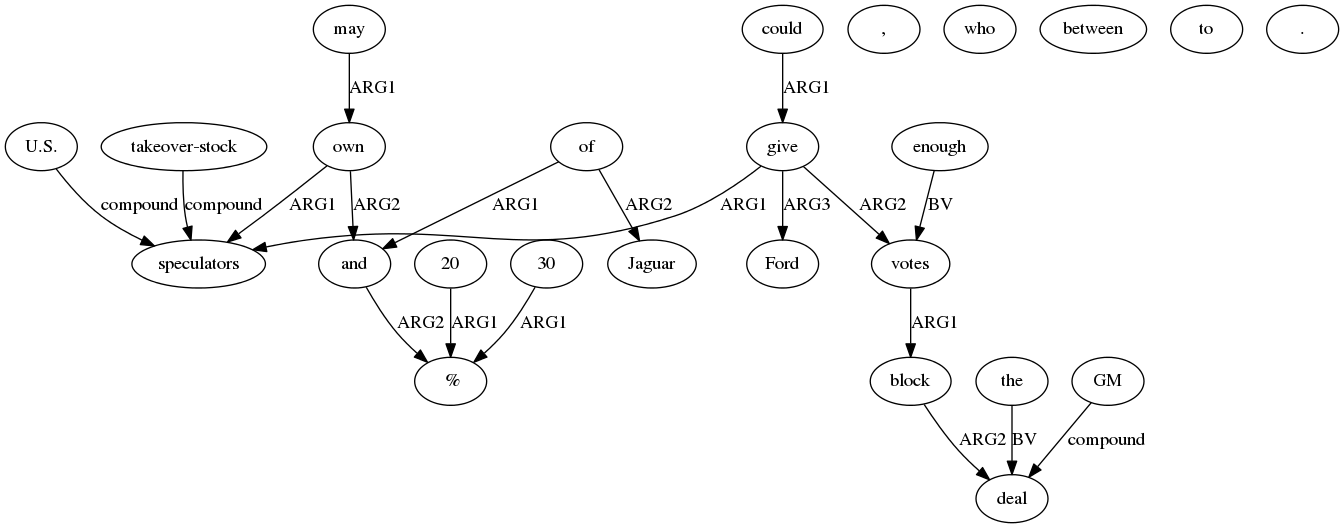 may could , who between to .
ARG1 ARG1
U.S. takeover-stock own of give enough
compound compound ARG1 ARG2 ARG1 ARG2 ARG1 ARG3 ARG2 BV
speculators and 20 30 Jaguar Ford votes
ARG2 ARG1 ARG1 ARG1
% block the GM
ARG2 BV compound
deal